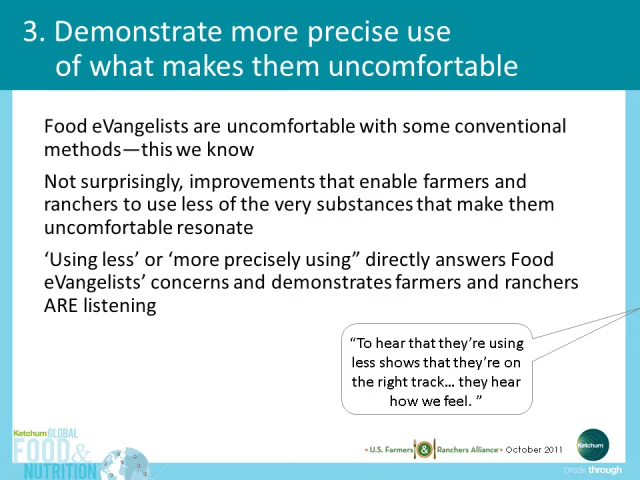 3. Demonstrate more precise use
of what makes them uncomfortable
Food eVangelists are uncomfortable with some conventional
methods—this we know
Not surprisingly, improvements that enable farmers and
ranchers to use less of the very substances that make them
uncomfortable resonate
‘Using less’ or ‘more precisely using” directly answers Food
eVangelists’ concerns and demonstrates farmers and ranchers
ARE listening
“To hear that they’re using
less shows that they’re on
the right track… they hear
how we feel. ”
Ketchum GLOBAL
FOOD&
NUTRITION
• U.S. Farmers & Ranchers Alliance • October 2011
Ketchum
break through